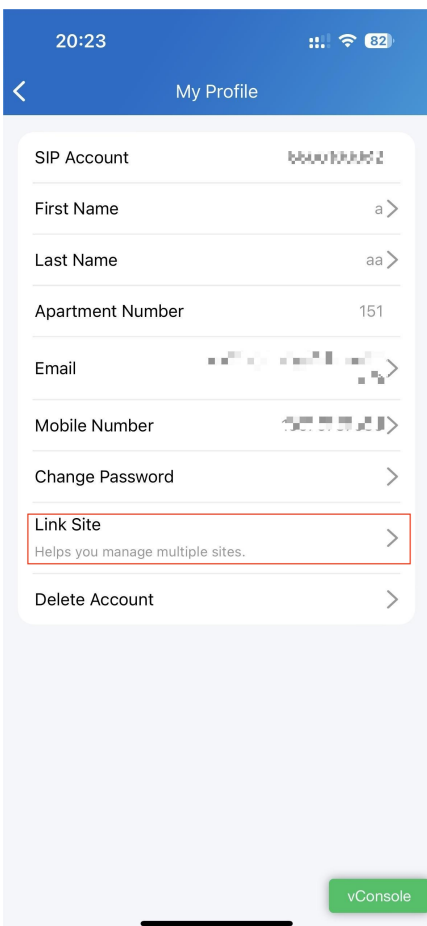 20:23
82
My Profile
SIP Account
First Name
a
Last Name
aa
Apartment Number
151
Email
Mobile Number
Change Password
Link Site
Helps you manage multiple sites.
Delete Account
vConsole